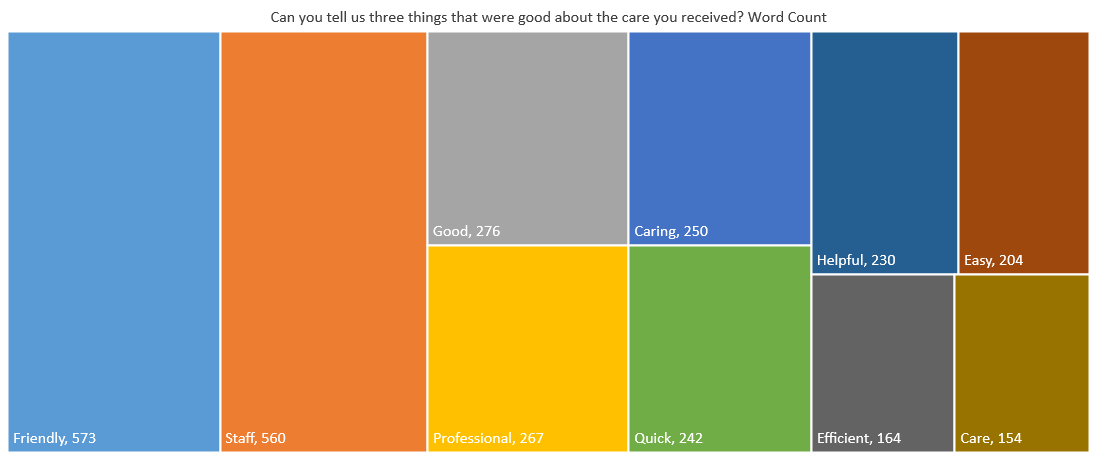 Can you tell us three things that were good about the care you received? Word Count
Friendly, 573
Staff, 560
Good, 276
Professional, 267
Caring, 250
Quick, 242
Helpful, 230
Easy, 204
Efficient, 164
Care, 154